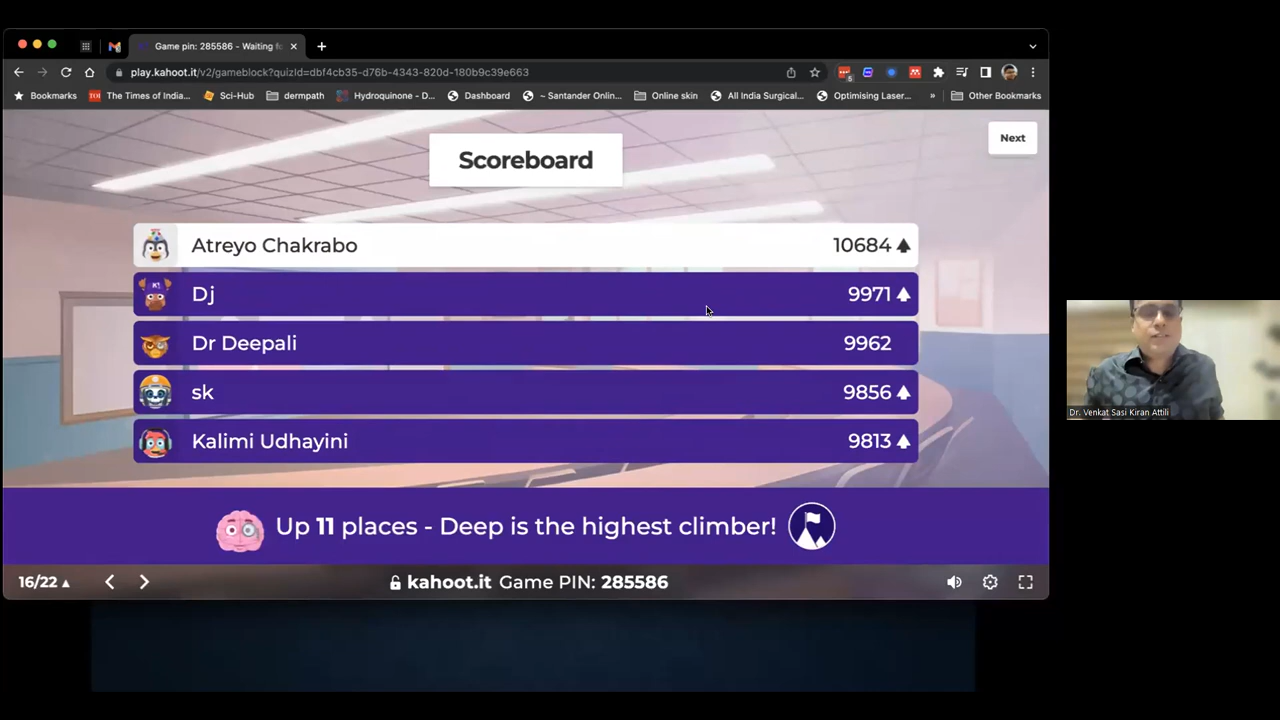 Game pin: 285586 - Waiting fo
play.kahoot.it/v2/gameblock?quizId=dbf4cb35-d76b-4343-820d-180b9c39e663
Bookmarks TOI The Times of India... Sci-Hub dermpath Hydroquinone - D... Dashboard ~ Santander Onlin... Online skin All India Surgical... Optimising Laser... » Other Bookmarks
Scoreboard
Next
Atreyo Chakrabo 10684
Dj 9971
Dr Deepali 9962
sk 9856
Kalimi Udhayini 9813
Up 11 places - Deep is the highest climber!
16/22 kahoot.it Game PIN: 285586
Dr. Venkat Sasi Kiran Attili